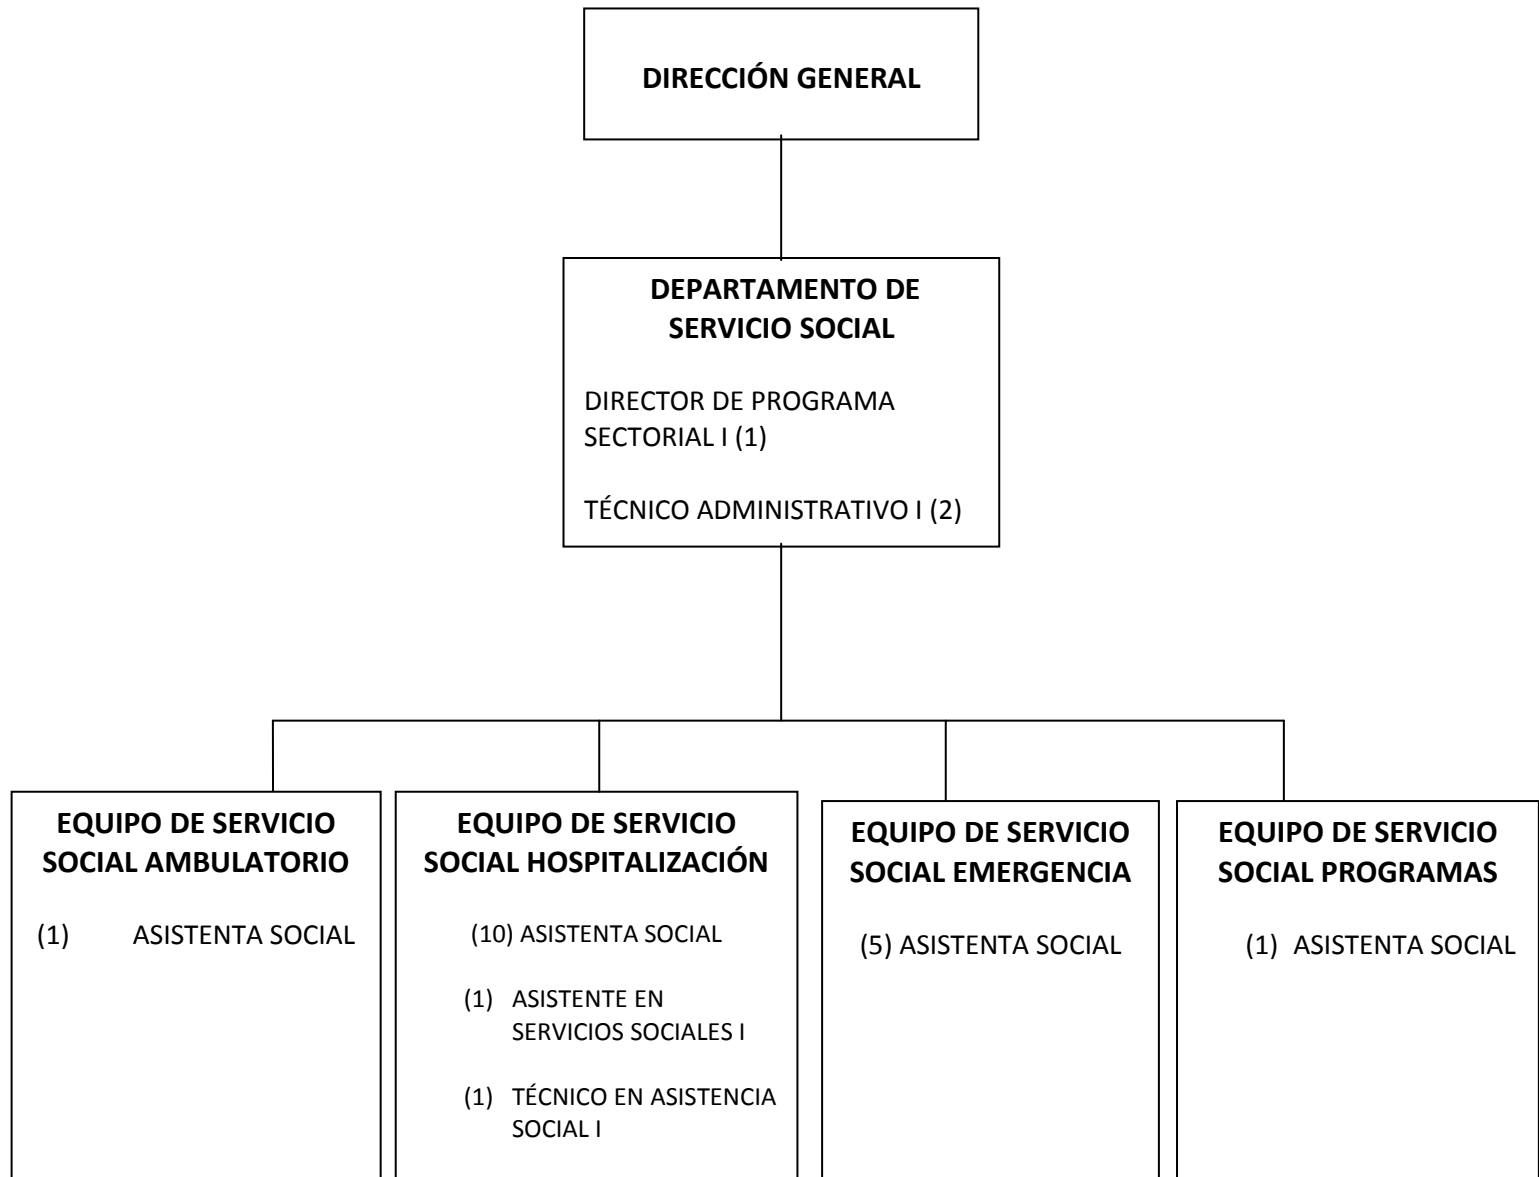 DIRECCIÓN GENERAL
DEPARTAMENTO DE
SERVICIO SOCIAL
DIRECTOR DE PROGRAMA
SECTORIAL I (1)
TÉCNICO ADMINISTRATIVO I (2)
EQUIPO DE SERVICIO
SOCIAL AMBULATORIO
(1) ASISTENTA SOCIAL
EQUIPO DE SERVICIO
SOCIAL HOSPITALIZACIÓN
(10) ASISTENTA SOCIAL
(1) ASISTENTE EN
SERVICIOS SOCIALES I
(1) TÉCNICO EN ASISTENCIA
SOCIAL I
EQUIPO DE SERVICIO
SOCIAL EMERGENCIA
(5) ASISTENTA SOCIAL
EQUIPO DE SERVICIO
SOCIAL PROGRAMAS
(1) ASISTENTA SOCIAL